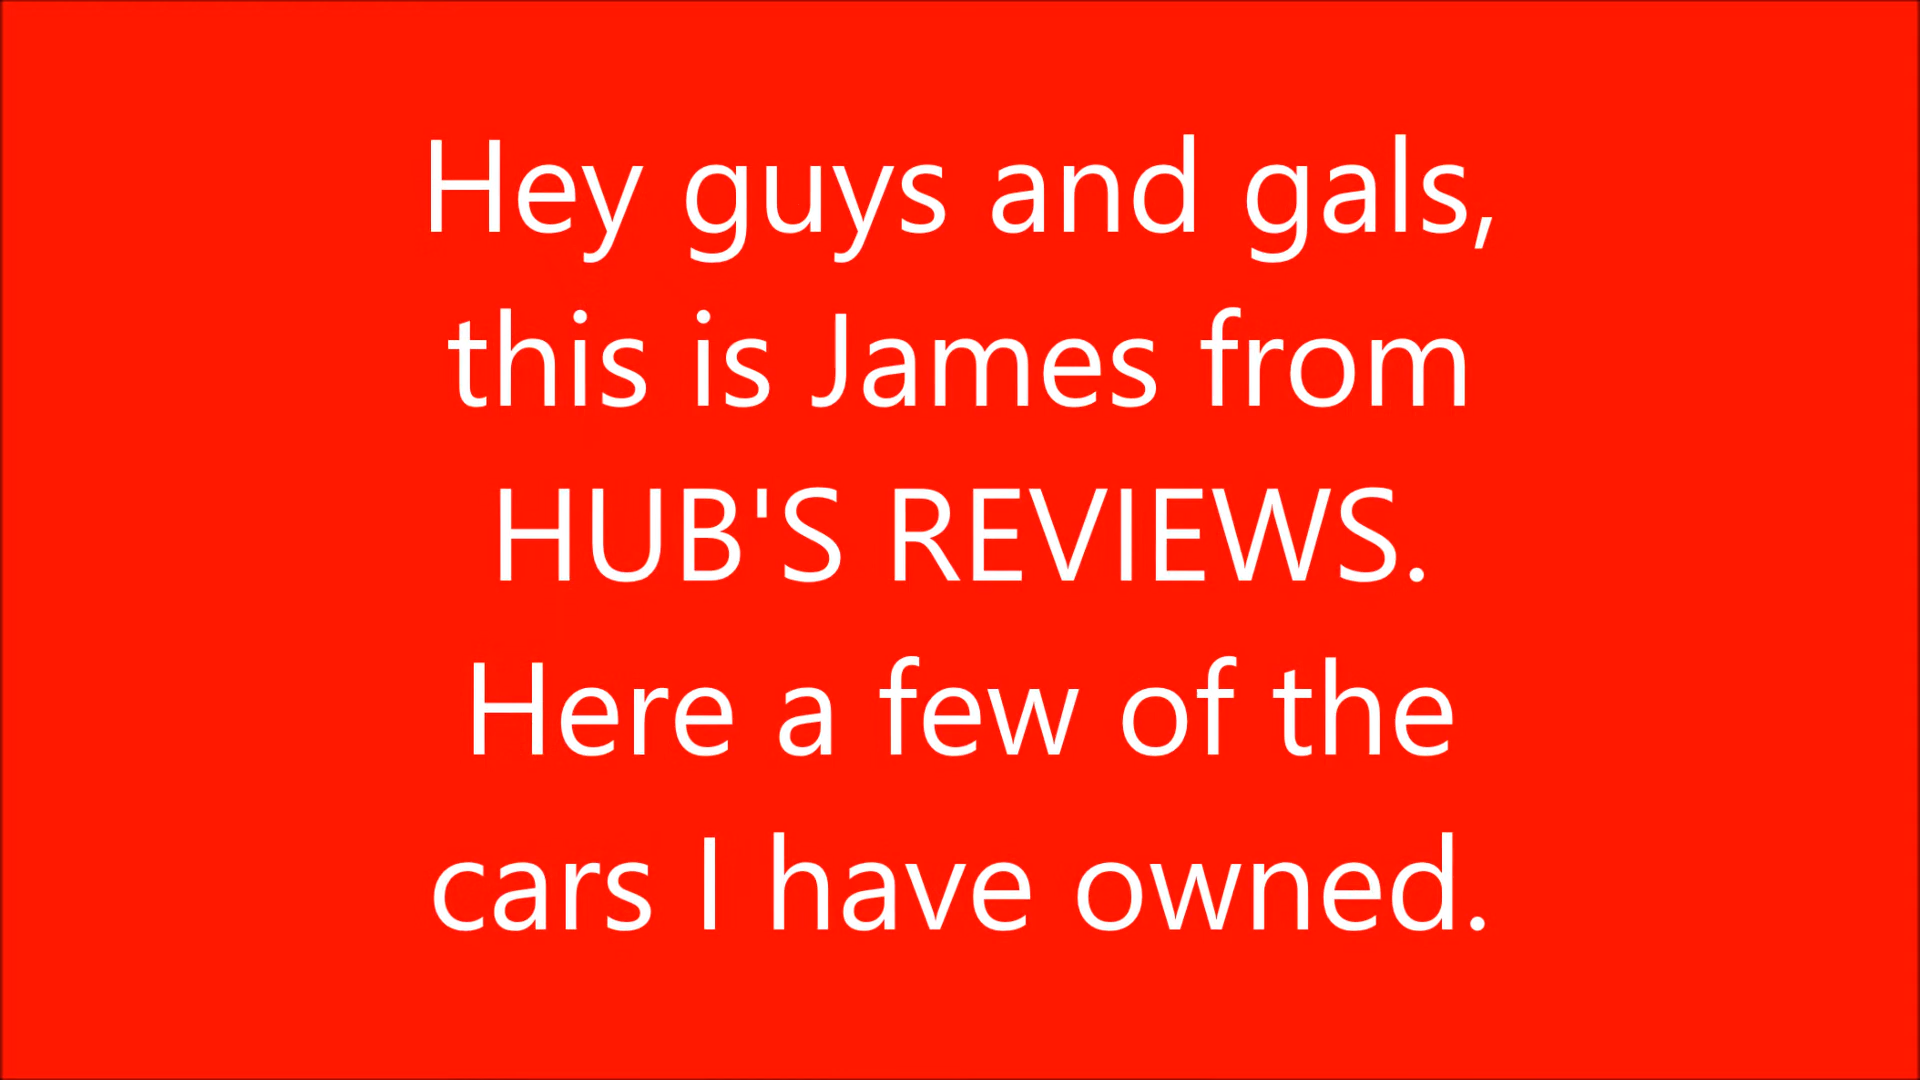 Hey guys and gals,
this is James from
HUB'S REVIEWS.
Here a few of the
cars I have owned.